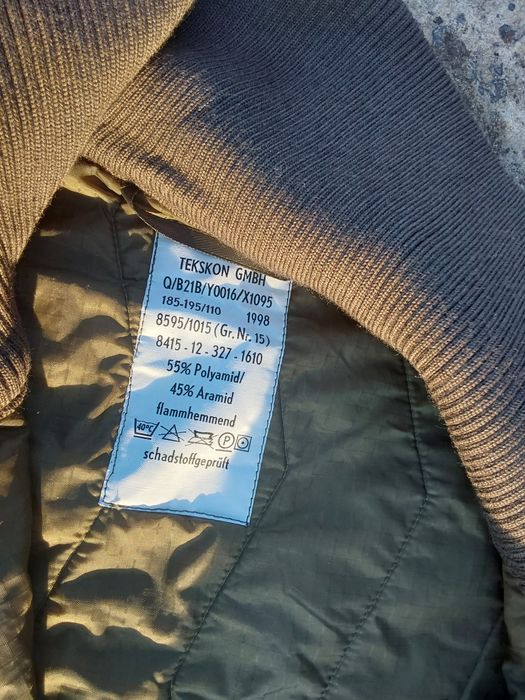 TEKSKON GMBH
Q/B21B/Y0016/X1095
185-195/110 1998
8595/1015 (Gr. Nr. 15)
8415 - 12 - 327 - 1610
55% Polyamid/
45% Aramid
flammhemmend
40°C P
schadstoffgeprüft